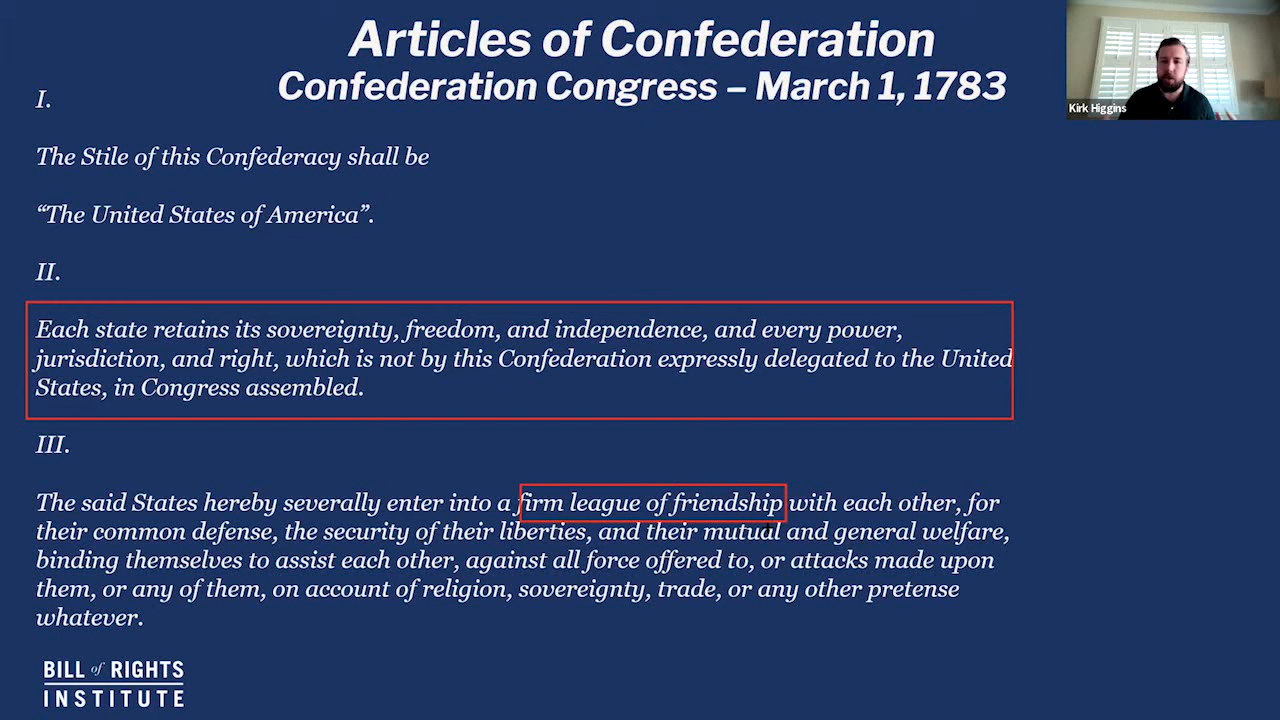 Articles of Confederation
Confederation Congress – March 1, 1783
Kirk Higgins
I.
The Stile of this Confederacy shall be
“The United States of America”.
II.
Each state retains its sovereignty, freedom, and independence, and every power,
jurisdiction, and right, which is not by this Confederation expressly delegated to the United
States, in Congress assembled.
III.
The said States hereby severally enter into a firm league of friendship with each other, for
their common defense, the security of their liberties, and their mutual and general welfare,
binding themselves to assist each other, against all force offered to, or attacks made upon
them, or any of them, on account of religion, sovereignty, trade, or any other pretense
whatever.
BILL of RIGHTS
INSTITUTE